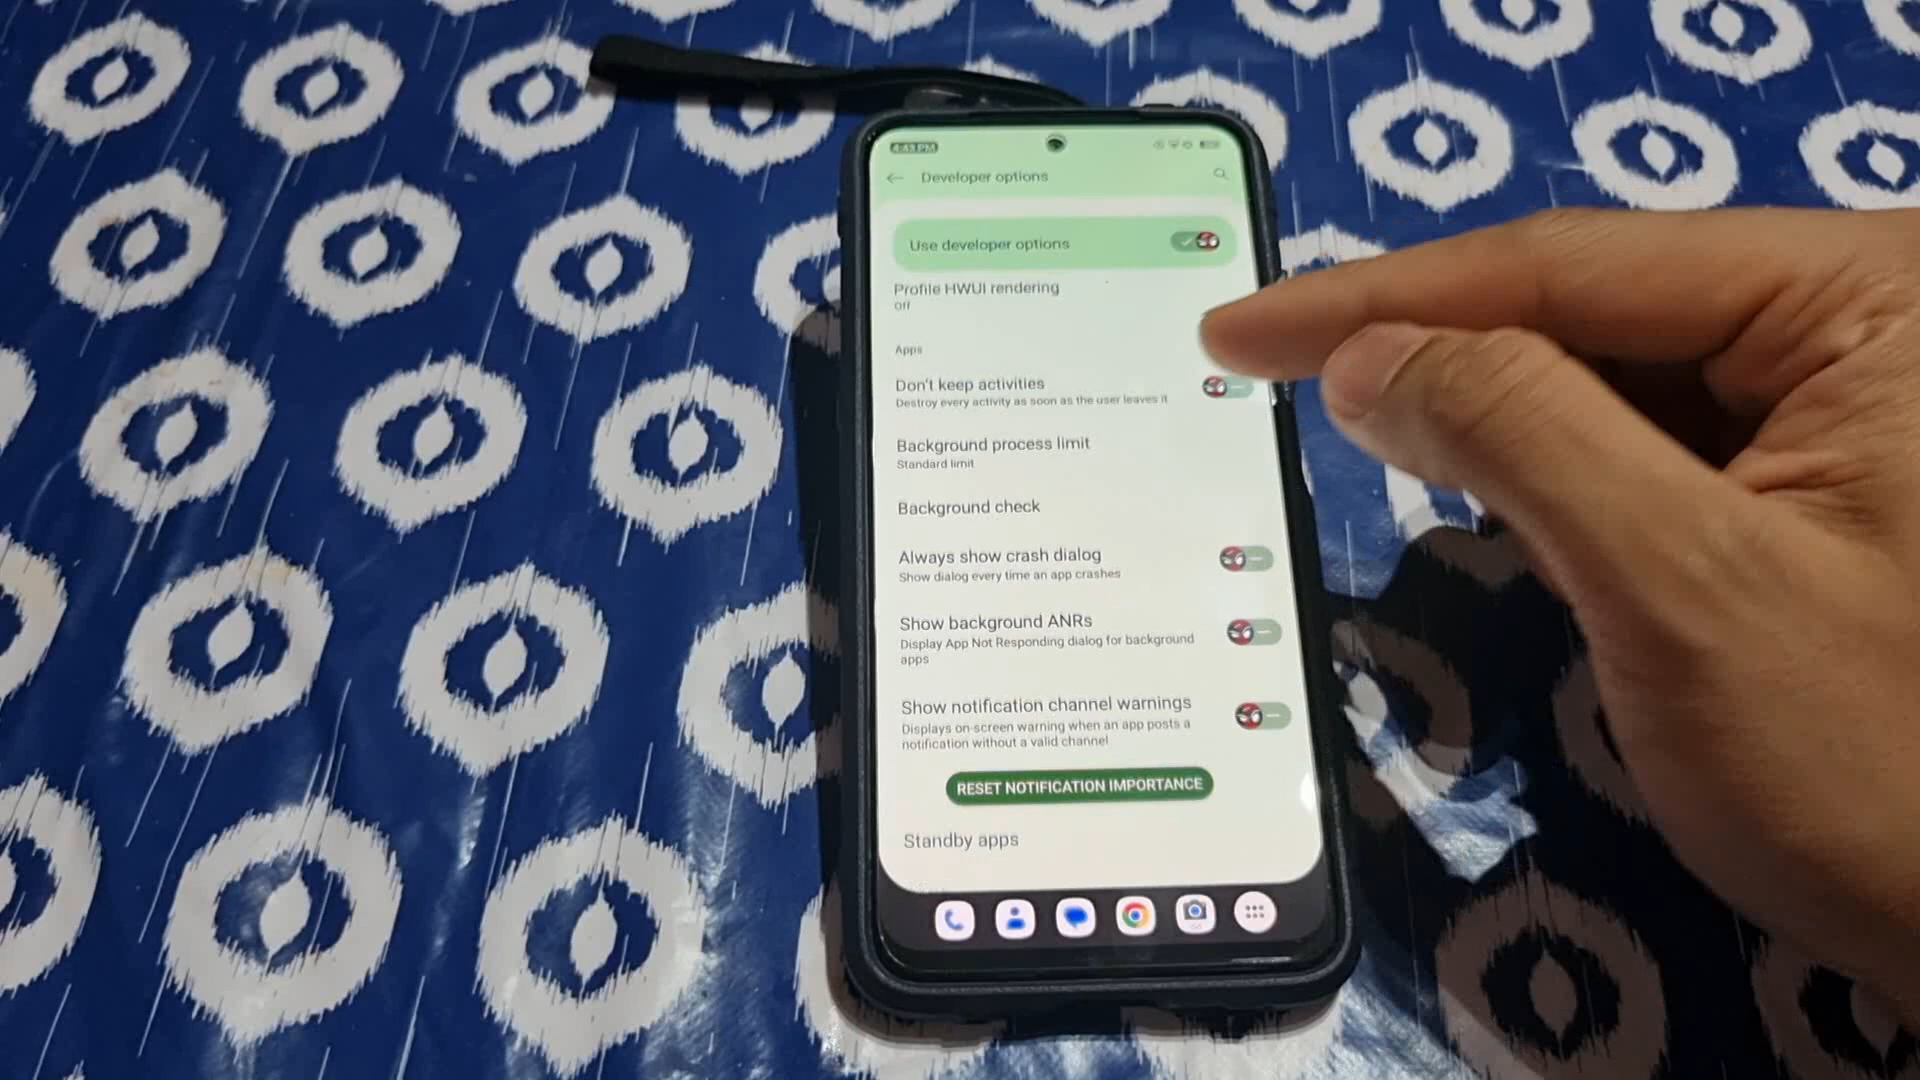 4:43 PM
Developer options
Use developer options
Profile HWUI rendering
Off
Apps
Don't keep activities
Destroy every activity as soon as the user leaves it
Background process limit
Standard limit
Background check
Always show crash dialog
Show dialog every time an app crashes
Show background ANRs
Display App Not Responding dialog for background
apps
Show notification channel warnings
Displays on-screen warning when an app posts a
notification without a valid channel
RESET NOTIFICATION IMPORTANCE
Standby apps